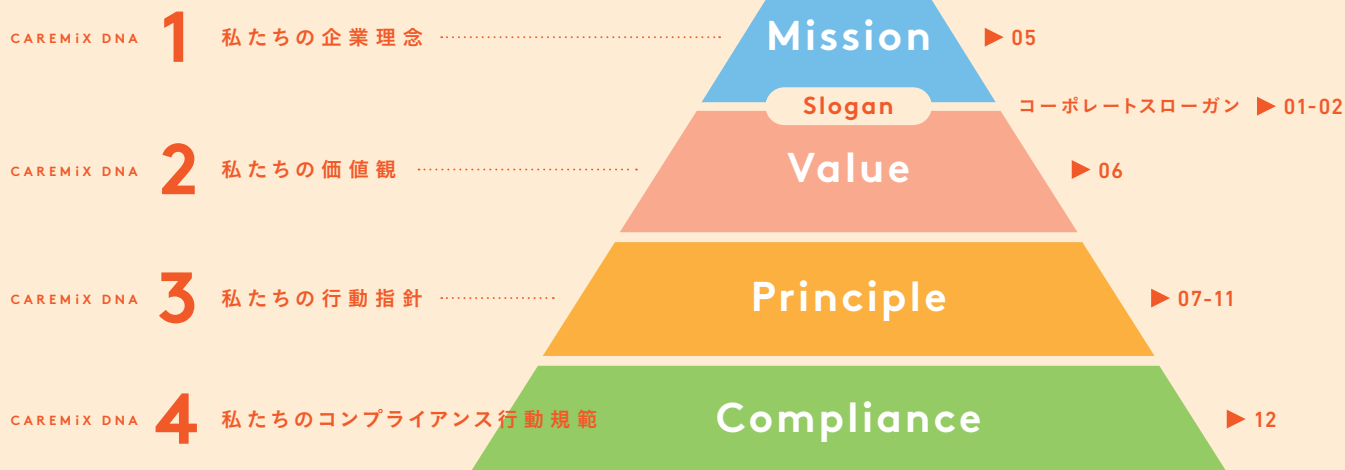 CAREMiX DNA 1 私たちの企業理念 Mission ▶ 05
Slogan コーポレートスローガン ▶ 01-02
CAREMiX DNA 2 私たちの価値観 Value ▶ 06
CAREMiX DNA 3 私たちの行動指針 Principle ▶ 07-11
CAREMiX DNA 4 私たちのコンプライアンス行動規範 Compliance ▶ 12